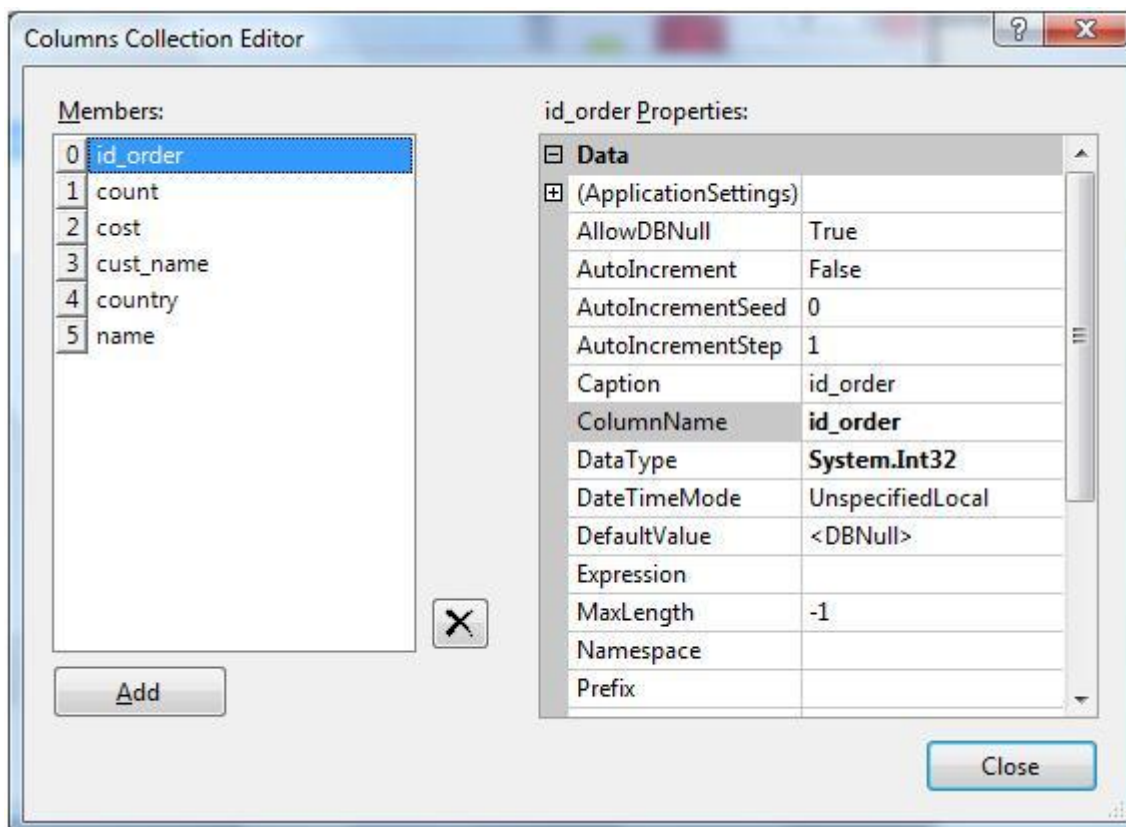 Columns Collection Editor
?
Members:
0 id_order
1 count
2 cost
3 cust_name
4 country
5 name
Add
id_order Properties:
Data
(ApplicationSettings)
AllowDBNull True
AutoIncrement False
AutoIncrementSeed 0
AutoIncrementStep 1
Caption id_order
ColumnName id_order
DataType System.Int32
DateTimeMode UnspecifiedLocal
DefaultValue <DBNull>
Expression
MaxLength -1
Namespace
Prefix
Close